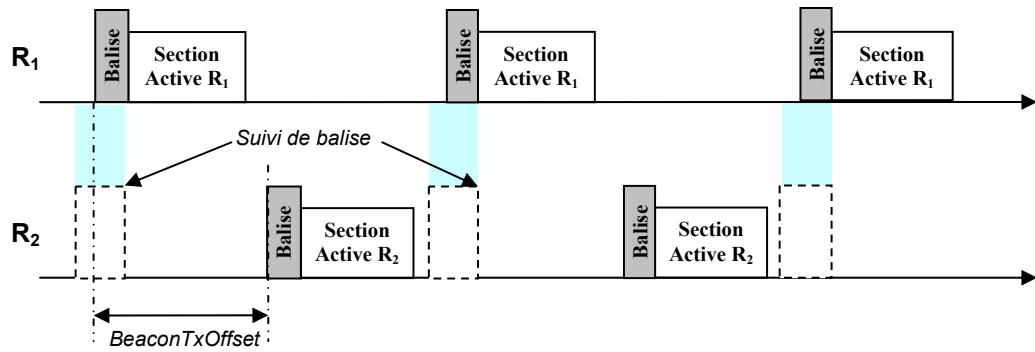 R₁
Balise
Section
Active R₁
Balise
Section
Active R₁
Balise
Section
Active R₁
Suivi de balise
R₂
Balise
Section
Active R₂
Balise
Section
Active R₂
BeaconTxOffset